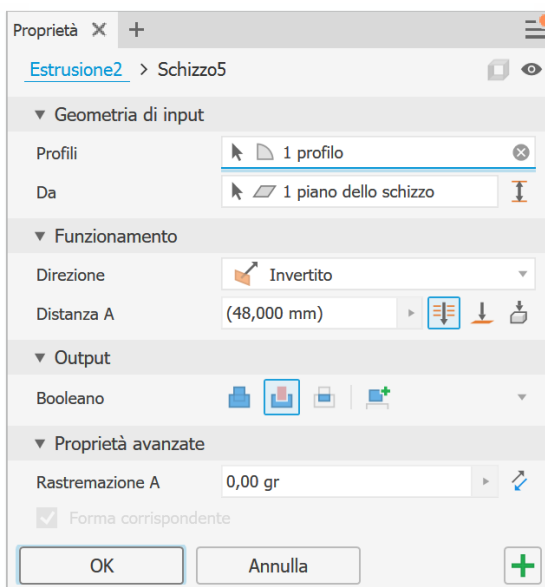 Proprietà
Estrusione2 > Schizzo5
Geometria di input
Profili 1 profilo
Da 1 piano dello schizzo
Funzionamento
Direzione Invertito
Distanza A (48,000 mm)
Output
Booleano
Proprietà avanzate
Rastremazione A 0,00 gr
Forma corrispondente
OK Annulla